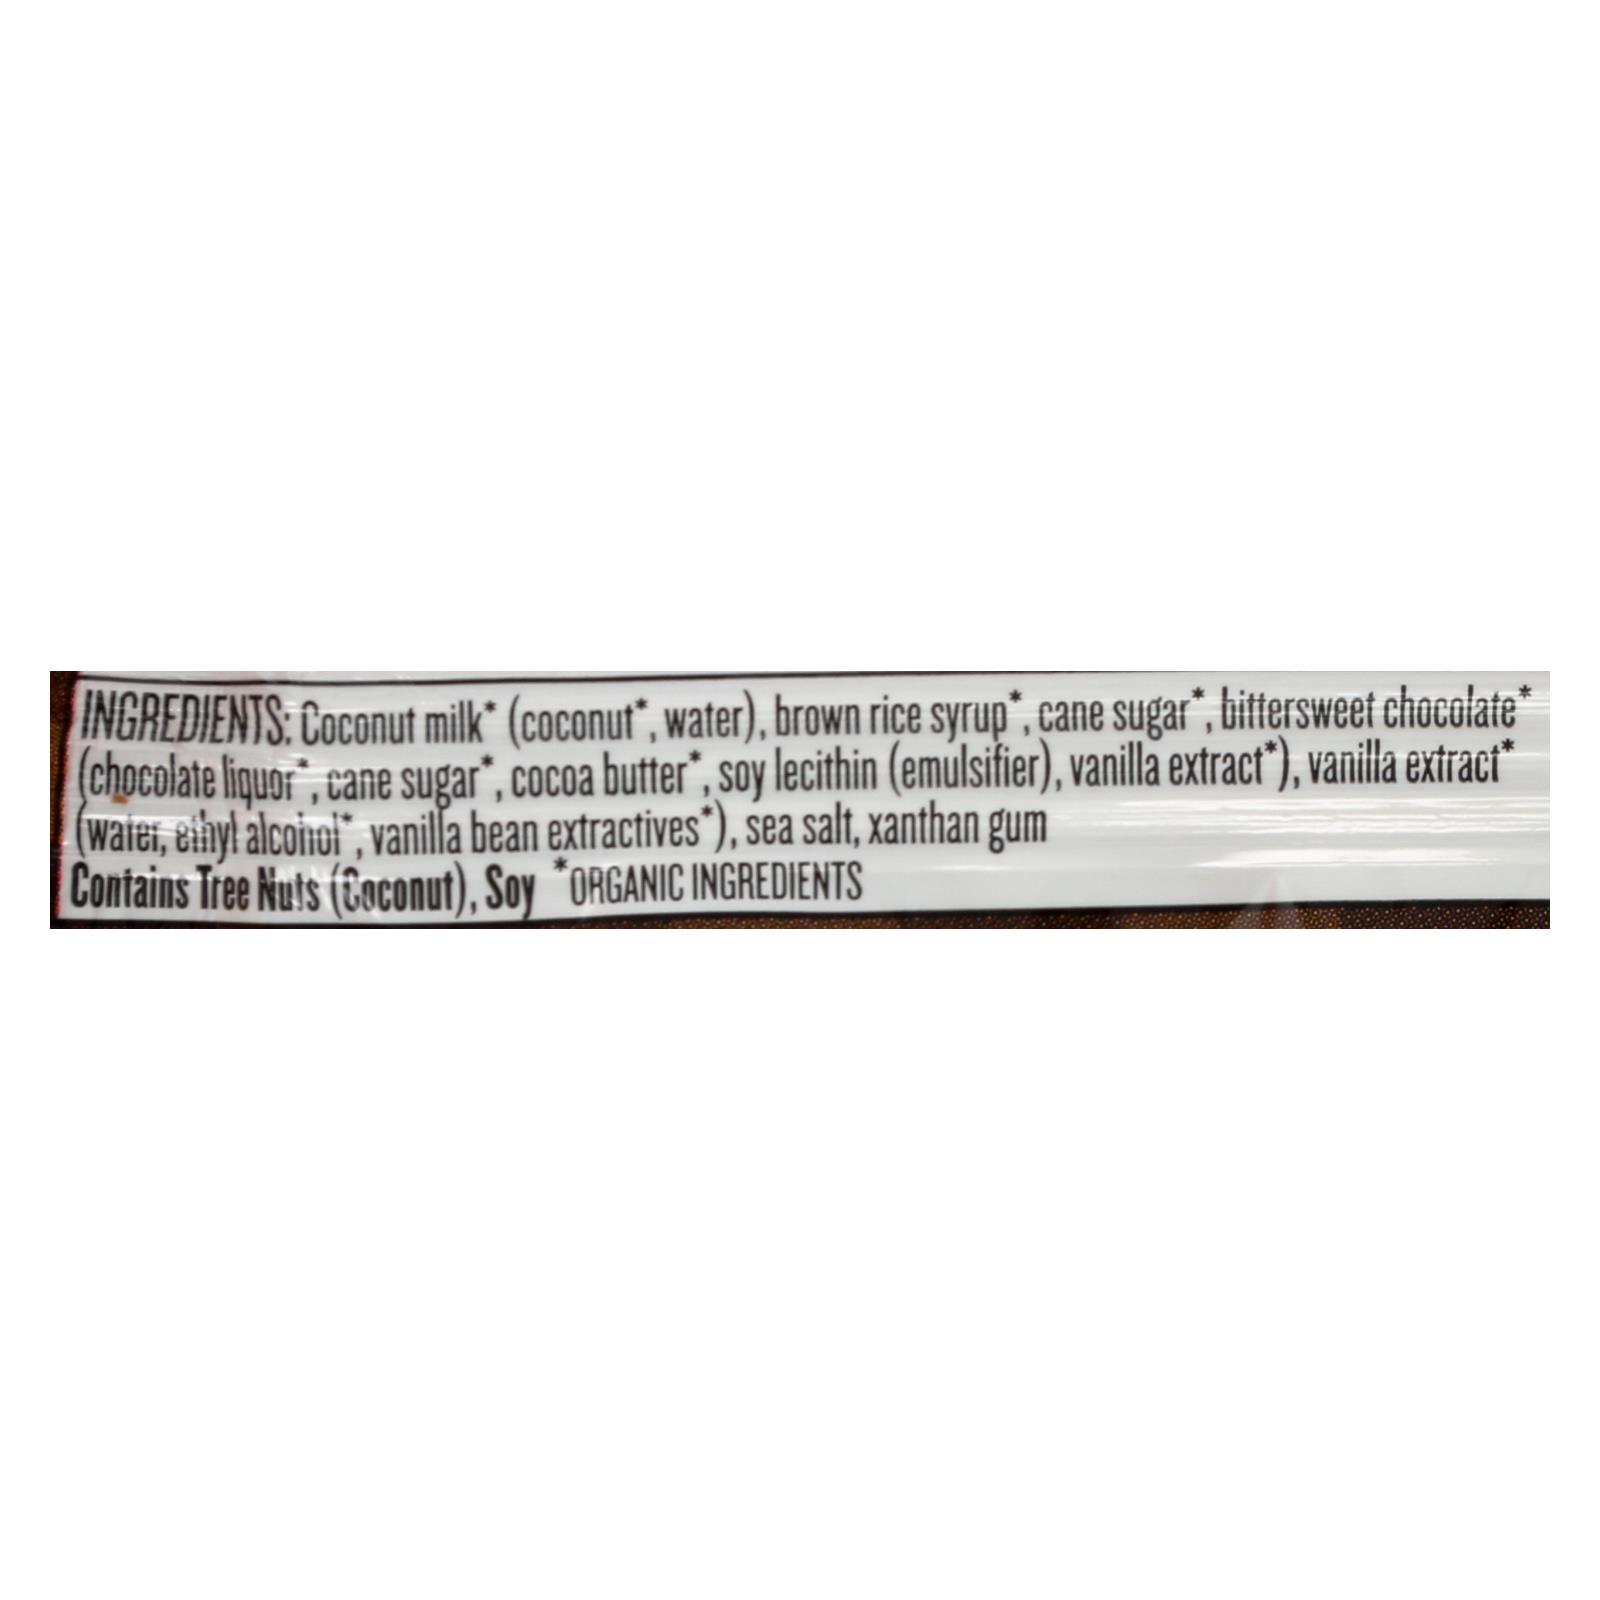 INGREDIENTS: Coconut milk* (coconut*, water), brown rice syrup*, cane sugar*, bittersweet chocolate*
(chocolate liquor*, cane sugar*, cocoa butter*, soy lecithin (emulsifier), vanilla extract*), vanilla extract*
(water, ethyl alcohol*, vanilla bean extractives*), sea salt, xanthan gum
Contains Tree Nuts (Coconut), Soy *ORGANIC INGREDIENTS